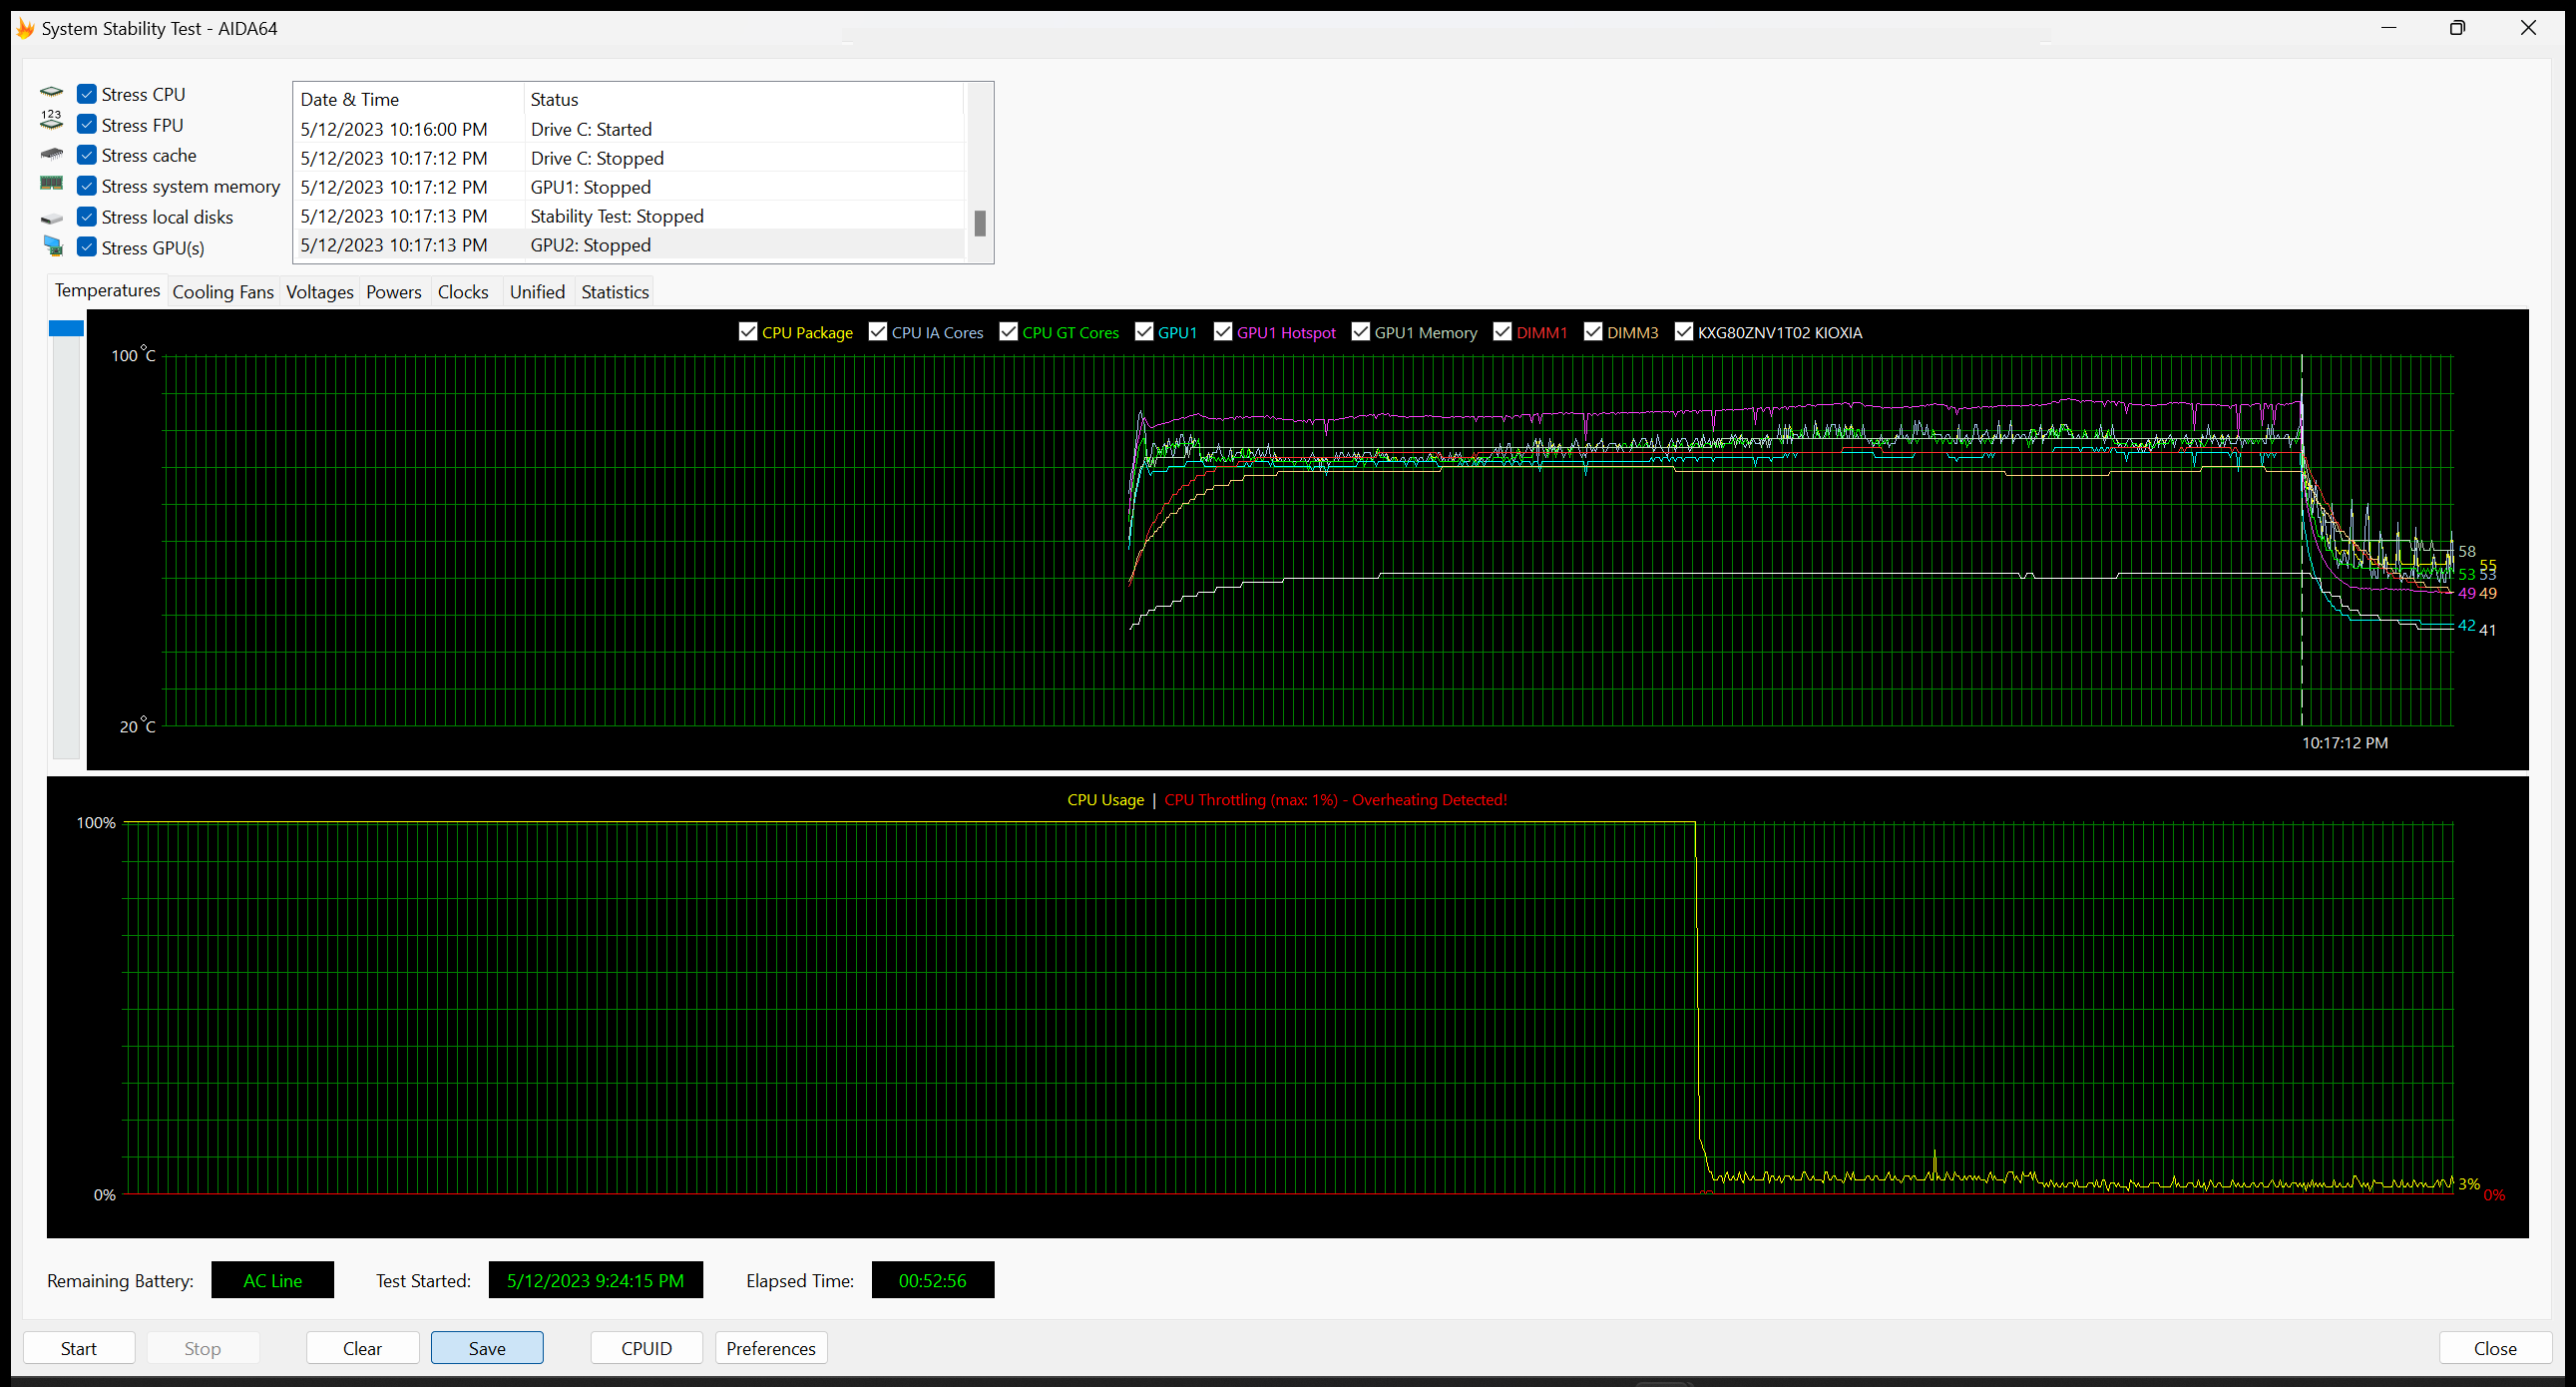 System Stability Test - AIDA64
Stress CPU
123
Stress FPU
Stress cache
Stress system memory
Stress local disks
Stress GPU(s)
Date & Time Status
5/12/2023 10:16:00 PM Drive C: Started
5/12/2023 10:17:12 PM Drive C: Stopped
5/12/2023 10:17:12 PM GPU1: Stopped
5/12/2023 10:17:13 PM Stability Test: Stopped
5/12/2023 10:17:13 PM GPU2: Stopped
Temperatures Cooling Fans Voltages Powers Clocks Unified Statistics
CPU Package CPU IA Cores CPU GT Cores GPU1 GPU1 Hotspot GPU1 Memory DIMM1 DIMM3 KXG80ZNV1T02 KIOXIA
100 °C
58
55
53 53
49 49
42 41
20 °C
10:17:12 PM
CPU Usage | CPU Throttling (max: 1%) - Overheating Detected!
100%
3%
0% 0%
Remaining Battery: AC Line Test Started: 5/12/2023 9:24:15 PM Elapsed Time: 00:52:56
Start Stop Clear Save CPUID Preferences Close